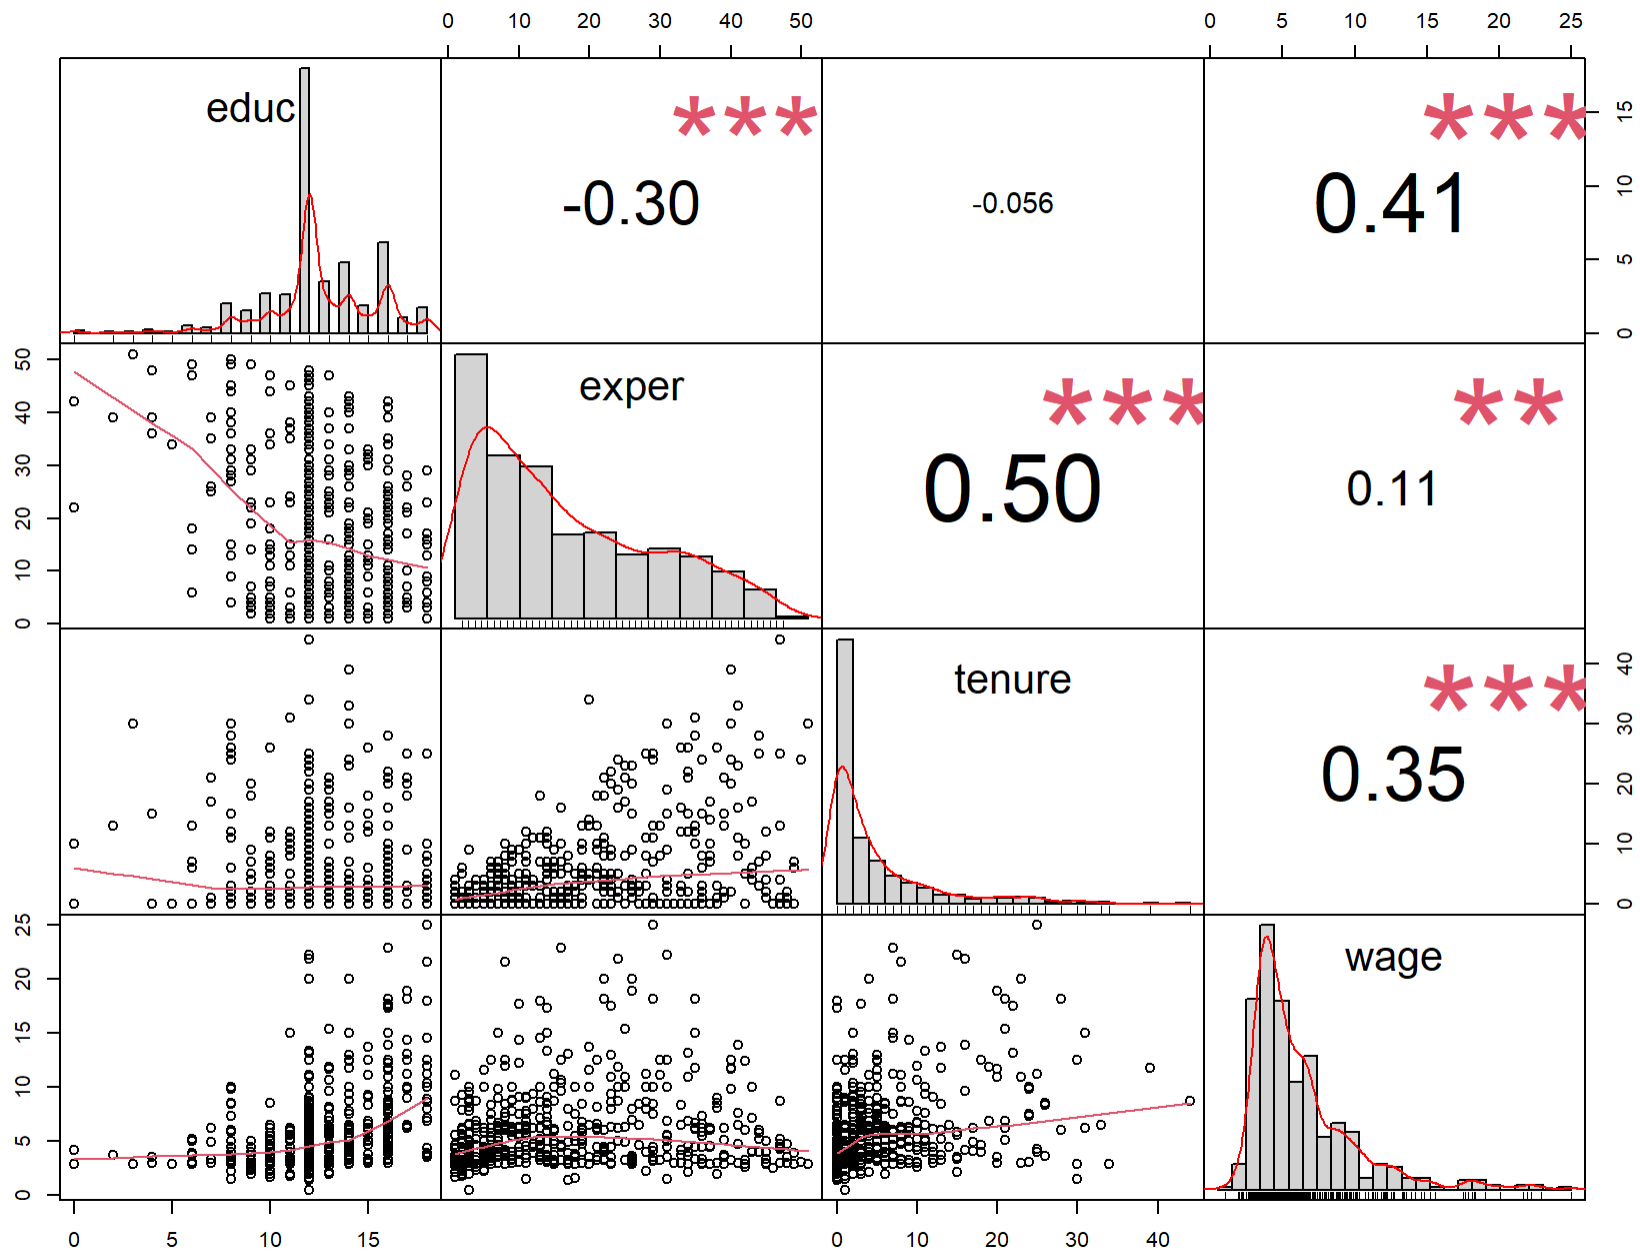 0 10 20 30 40 50 0 5 10 15 20 25
educ *** -0.30 -0.056 *** 0.41 0 5 10 15
0 10 20 30 40 50 exper *** 0.50 ** 0.11
tenure *** 0.35 0 10 20 30 40
0 5 10 15 20 25 wage
0 5 10 15 0 10 20 30 40